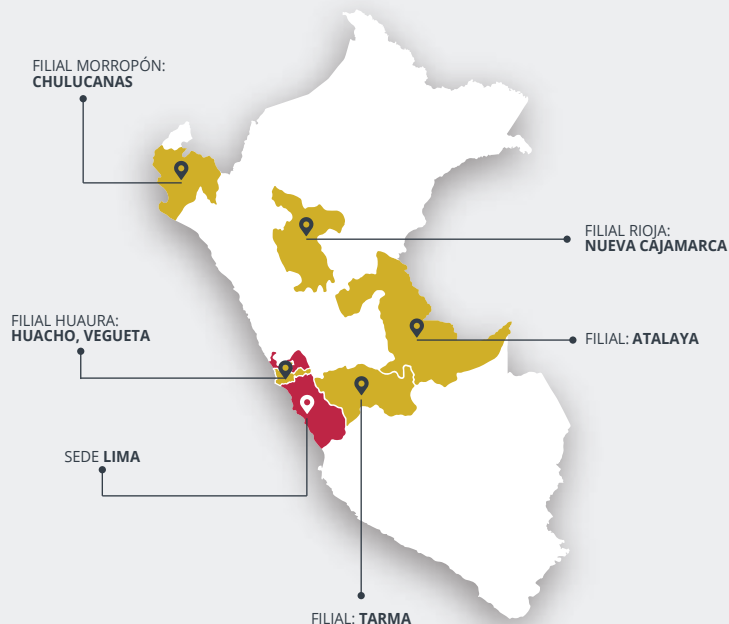 FILIAL MORROPÓN:
CHULUCANAS
FILIAL RIOJA:
NUEVA CAJAMARCA
FILIAL HUAURA:
HUACHO, VEGUETA
FILIAL: ATALAYA
SEDE LIMA
FILIAL: TARMA